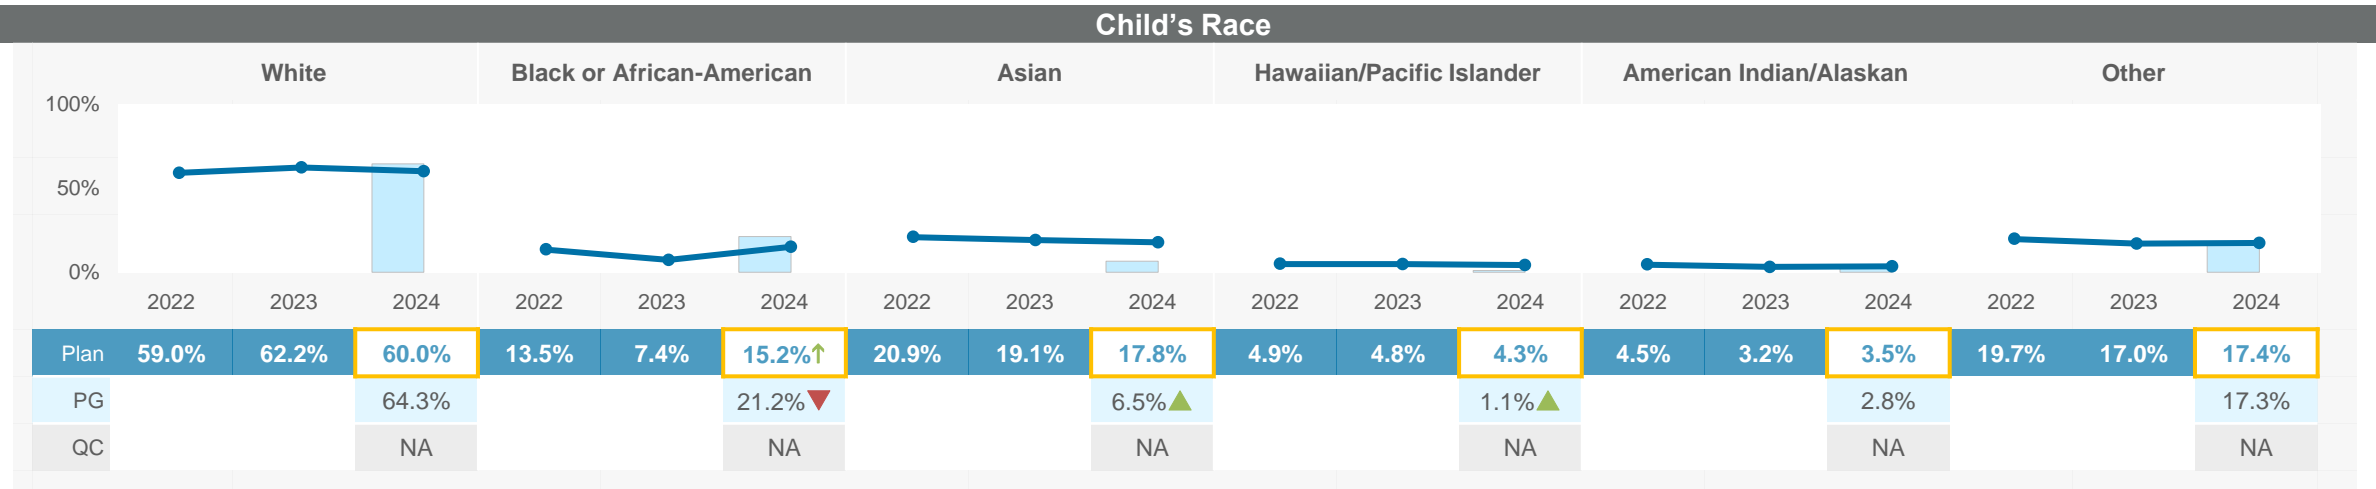 Child’s Race
White Black or African-American Asian Hawaiian/Pacific Islander American Indian/Alaskan Other
100%
50%
0%
2022 2023 2024 2022 2023 2024 2022 2023 2024 2022 2023 2024 2022 2023 2024 2022 2023 2024
Plan 59.0% 62.2% 60.0% 13.5% 7.4% 15.2%↑ 20.9% 19.1% 17.8% 4.9% 4.8% 4.3% 4.5% 3.2% 3.5% 19.7% 17.0% 17.4%
PG 64.3% 21.2%▼ 6.5%▲ 1.1%▲ 2.8% 17.3%
QC NA NA NA NA NA NA